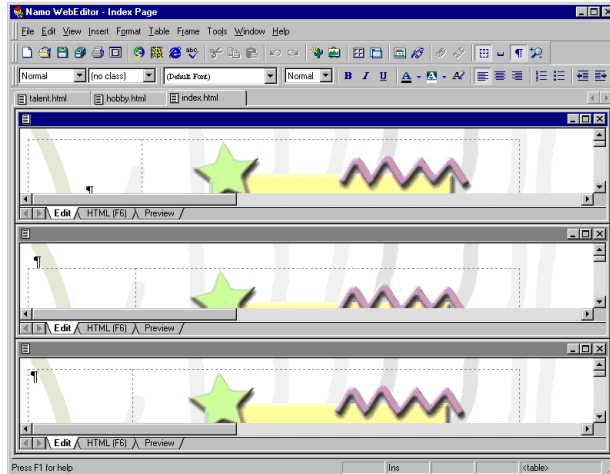 Namo WebEditor - Index Page
File Edit View Insert Format Table Frame Tools Window Help
Normal (no class) (Default Font) Normal B I U A A A
talent.html hobby.html index.html
¶
Edit HTML (F6) Preview
¶
Edit HTML (F6) Preview
¶
Edit HTML (F6) Preview
Press F1 for help Ins <table>